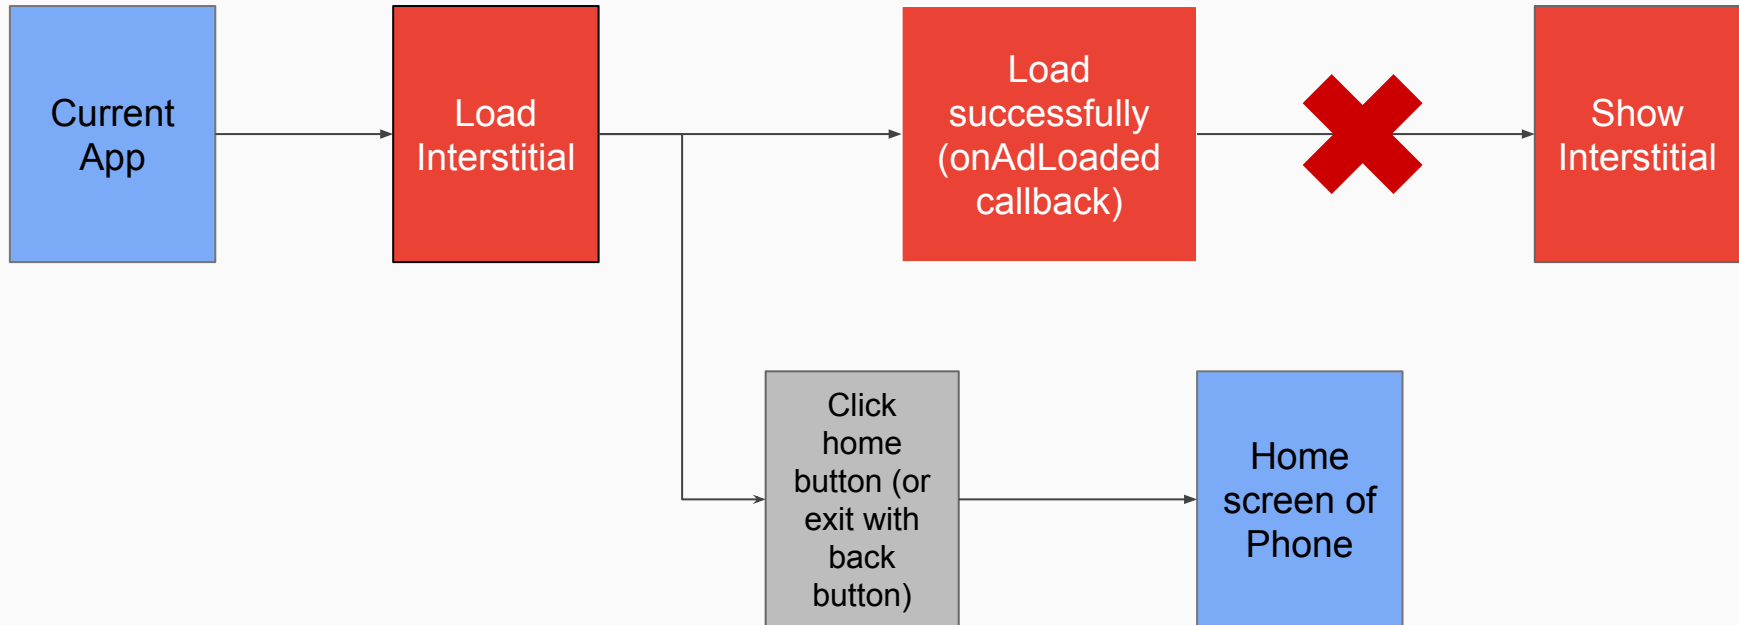 Current
App
Load
Interstitial
Load
successfully
(onAdLoaded
callback)
Show
Interstitial
Click
home
button (or
exit with
back
button)
Home
screen of
Phone